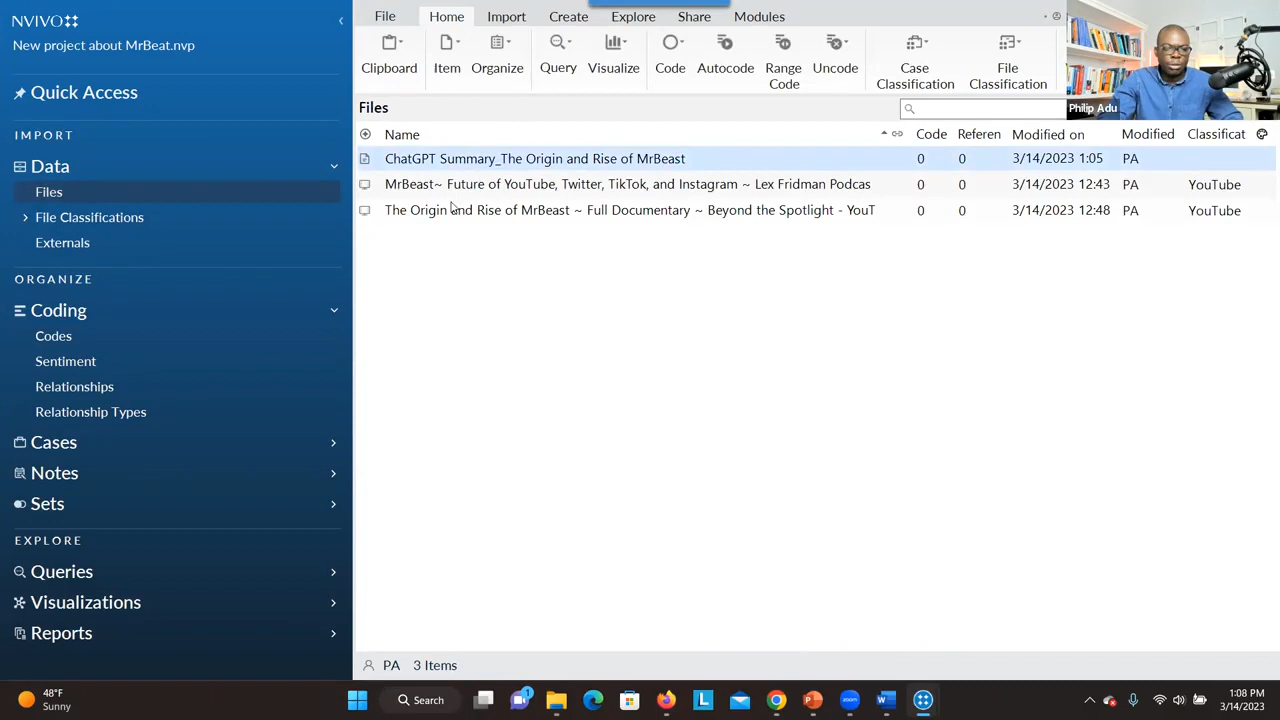 NVIVO
New project about MrBeat.nvp
Quick Access
IMPORT
Data
Files
File Classifications
Externals
ORGANIZE
Coding
Codes
Sentiment
Relationships
Relationship Types
Cases
Notes
Sets
EXPLORE
Queries
Visualizations
Reports
File Home Import Create Explore Share Modules
Clipboard Item Organize Query Visualize Code Autocode Range Code Uncode Case Classification File Classification
Philip Adu
Files
Name Code Referen Modified on Modified Classificat
ChatGPT Summary_The Origin and Rise of MrBeast 0 0 3/14/2023 1:05 PA
MrBeast~ Future of YouTube, Twitter, TikTok, and Instagram ~ Lex Fridman Podcas 0 0 3/14/2023 12:43 PA YouTube
The Origin and Rise of MrBeast ~ Full Documentary ~ Beyond the Spotlight - YouT 0 0 3/14/2023 12:48 PA YouTube
PA 3 Items
48°F
Sunny
Search
1
L
1:08 PM
3/14/2023